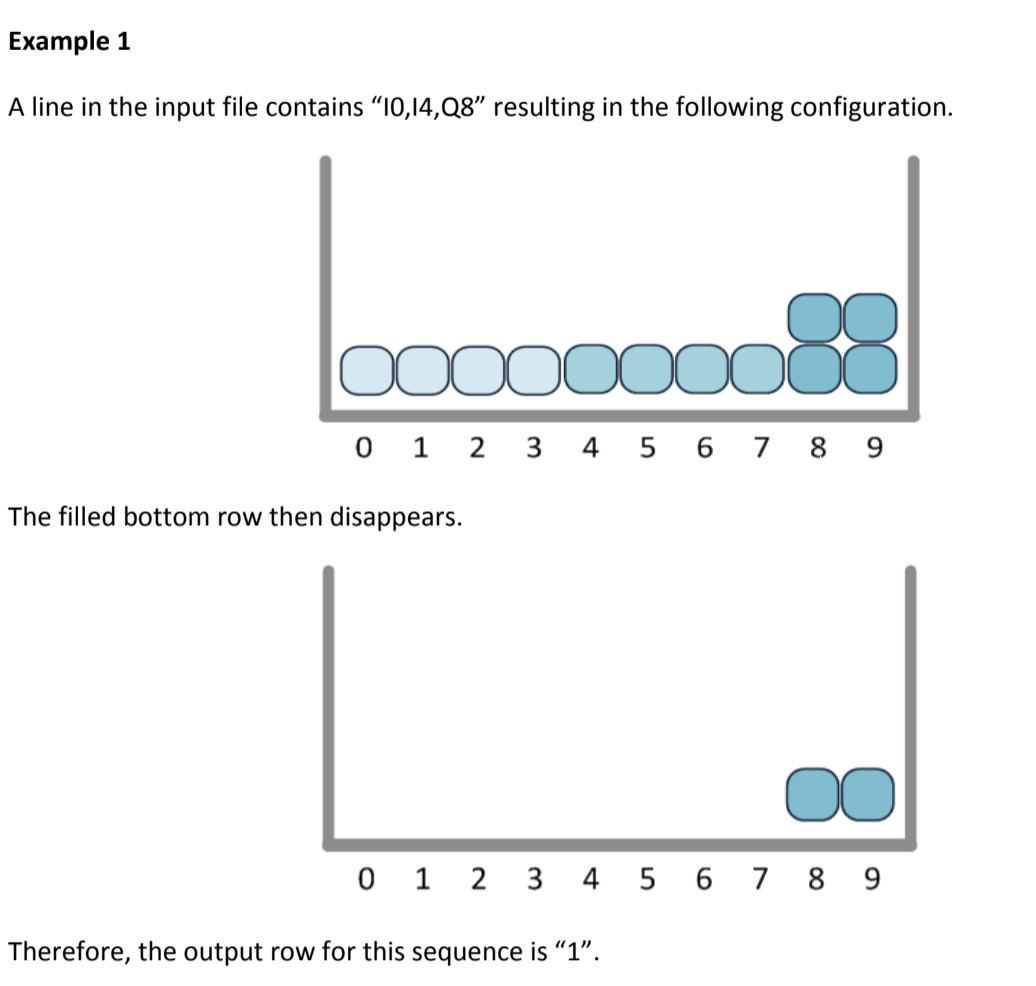 Example 1
A line in the input file contains “I0,I4,Q8” resulting in the following configuration.
0 1 2 3 4 5 6 7 8 9
The filled bottom row then disappears.
0 1 2 3 4 5 6 7 8 9
Therefore, the output row for this sequence is “1”.